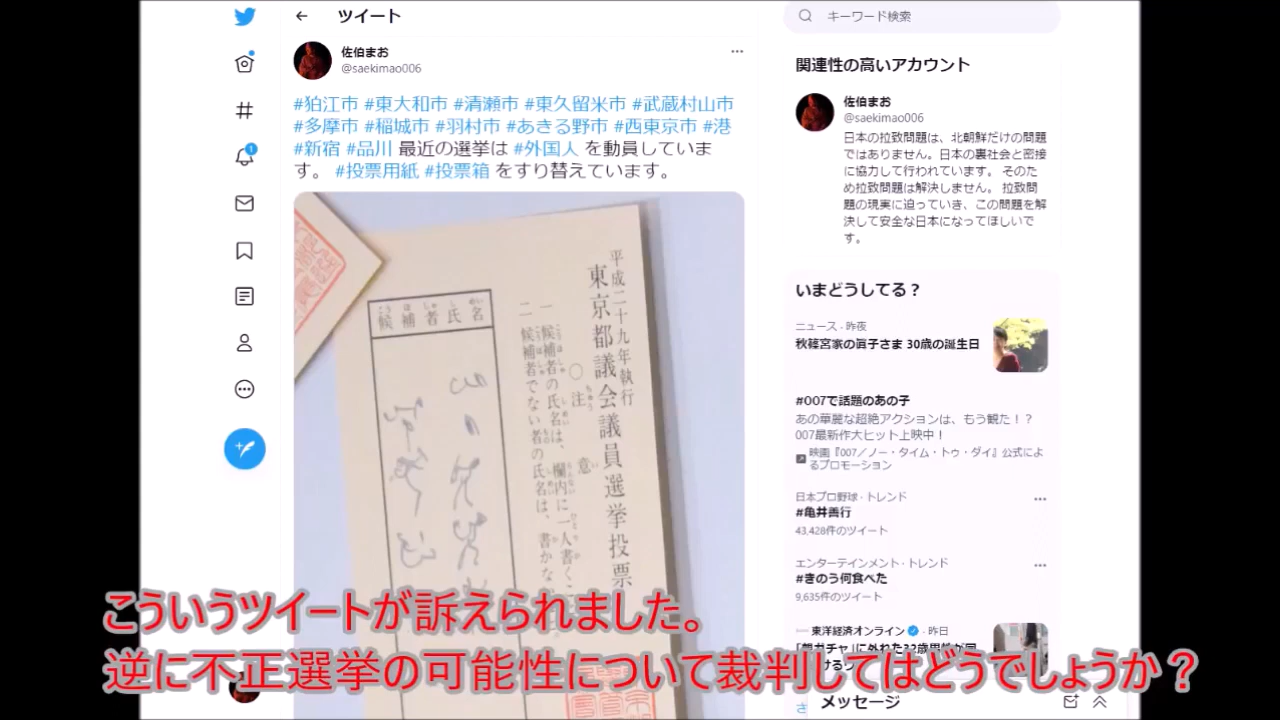 ツイート
佐伯まお
@saekimao006
#狛江市 #東大和市 #清瀬市 #東久留米市 #武蔵村山市
#多摩市 #稲城市 #羽村市 #あきる野市 #西東京市 #港
#新宿 #品川 最近の選挙は #外国人 を動員していま
す。 #投票用紙 #投票箱 をすり替えています。
平成二十九年執行
東京都議会議員選挙投票
〇注意
一 候補者の氏名は、欄内に一人書くこ
二 候補者でない者の氏名は、書かな
候補者氏名
キーワード検索
関連性の高いアカウント
佐伯まお
@saekimao006
日本の拉致問題は、北朝鮮だけの問題
ではありません。日本の裏社会と密接
に協力して行われています。 そのた
め拉致問題は解決しません。 拉致問
題の現実に迫っていき、この問題を解
決して安全な日本になってほしいで
す。
いまどうしてる？
ニュース · 昨夜
秋篠宮家の眞子さま 30歳の誕生日
#007で話題のあの子
あの華麗な超絶アクションは、もう観た！？
007最新作大ヒット上映中！
映画『007／ノー・タイム・トゥ・ダイ』公式によ
るプロモーション
日本プロ野球 · トレンド
#亀井善行
43,428件のツイート
エンターテインメント · トレンド
#きのう何食べた
9,635件のツイート
東洋経済オンライン · 昨日
メッセージ
こういうツイートが訴えられました。
逆に不正選挙の可能性について裁判してはどうでしょうか？